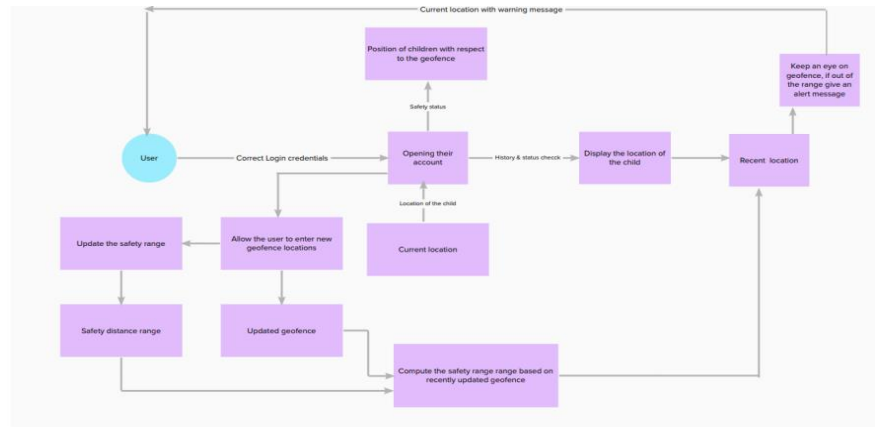 Current location with warning message
Position of children with respect
to the geofence
Keep an eye on
geofence, if out of
the range give an
alert message
Safety status
User
Correct Login credentials
Opening their
account
History & status chesck
Display the location of
the child
Recent location
Location of the child
Update the safety range
Allow the user to enter new
geofence locations
Current location
Safety distance range
Updated geofence
Compute the safety range range based on
recently updated geofence